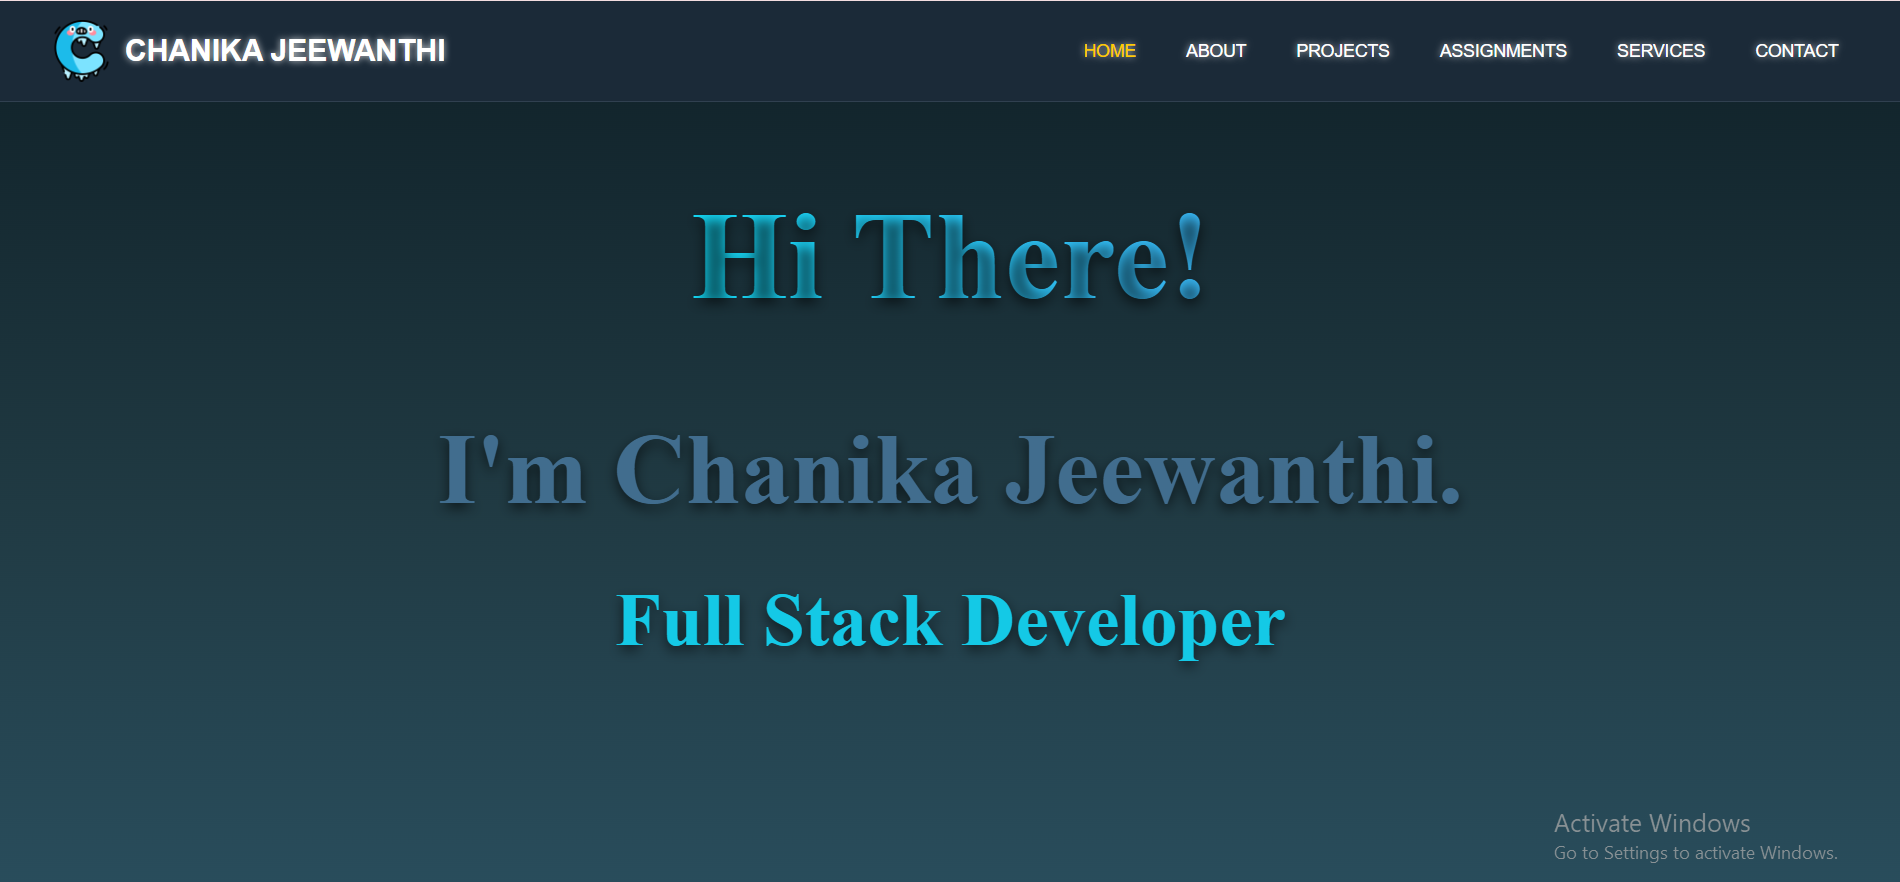 CHANIKA JEEWANTHI
HOME ABOUT PROJECTS ASSIGNMENTS SERVICES CONTACT
Hi There!
I'm Chanika Jeewanthi.
Full Stack Developer
Activate Windows
Go to Settings to activate Windows.